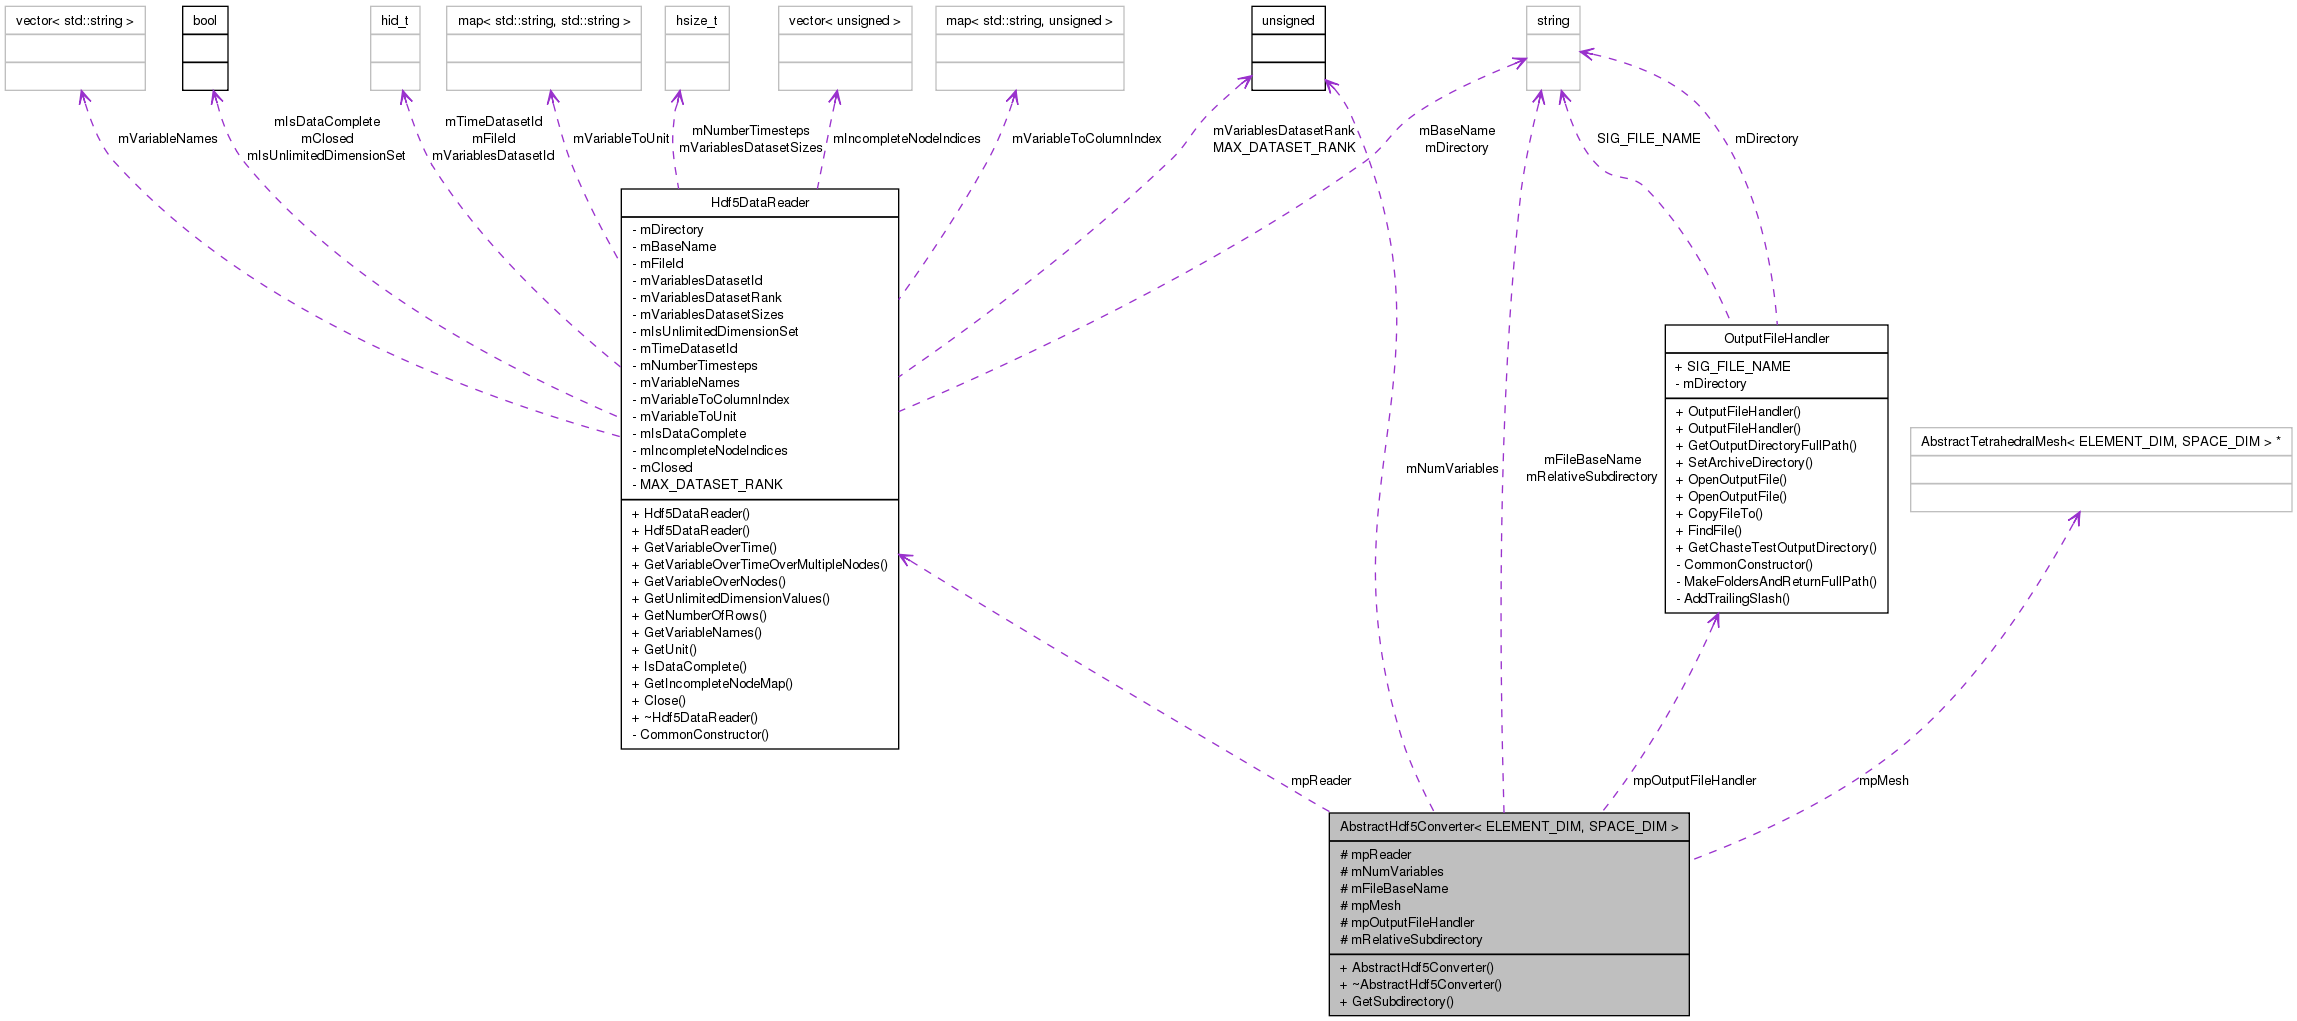 vector< std::string >
bool
hid_t
map< std::string, std::string >
hsize_t
vector< unsigned >
map< std::string, unsigned >
unsigned
string
mVariableNames
mIsDataComplete
mClosed
mIsUnlimitedDimensionSet
mTimeDatasetId
mFileId
mVariablesDatasetId
mVariableToUnit
mNumberTimesteps
mVariablesDatasetSizes
mIncompleteNodeIndices
mVariableToColumnIndex
mVariablesDatasetRank
MAX_DATASET_RANK
mBaseName
mDirectory
SIG_FILE_NAME
mDirectory
Hdf5DataReader
- mDirectory
- mBaseName
- mFileId
- mVariablesDatasetId
- mVariablesDatasetRank
- mVariablesDatasetSizes
- mIsUnlimitedDimensionSet
- mTimeDatasetId
- mNumberTimesteps
- mVariableNames
- mVariableToColumnIndex
- mVariableToUnit
- mIsDataComplete
- mIncompleteNodeIndices
- mClosed
- MAX_DATASET_RANK
+ Hdf5DataReader()
+ Hdf5DataReader()
+ GetVariableOverTime()
+ GetVariableOverTimeOverMultipleNodes()
+ GetVariableOverNodes()
+ GetUnlimitedDimensionValues()
+ GetNumberOfRows()
+ GetVariableNames()
+ GetUnit()
+ IsDataComplete()
+ GetIncompleteNodeMap()
+ Close()
+ ~Hdf5DataReader()
- CommonConstructor()
OutputFileHandler
+ SIG_FILE_NAME
- mDirectory
+ OutputFileHandler()
+ OutputFileHandler()
+ GetOutputDirectoryFullPath()
+ SetArchiveDirectory()
+ OpenOutputFile()
+ OpenOutputFile()
+ CopyFileTo()
+ FindFile()
+ GetChasteTestOutputDirectory()
- CommonConstructor()
- MakeFoldersAndReturnFullPath()
- AddTrailingSlash()
AbstractTetrahedralMesh< ELEMENT_DIM, SPACE_DIM > *
mNumVariables
mFileBaseName
mRelativeSubdirectory
mpReader
mpOutputFileHandler
mpMesh
AbstractHdf5Converter< ELEMENT_DIM, SPACE_DIM >
# mpReader
# mNumVariables
# mFileBaseName
# mpMesh
# mpOutputFileHandler
# mRelativeSubdirectory
+ AbstractHdf5Converter()
+ ~AbstractHdf5Converter()
+ GetSubdirectory()